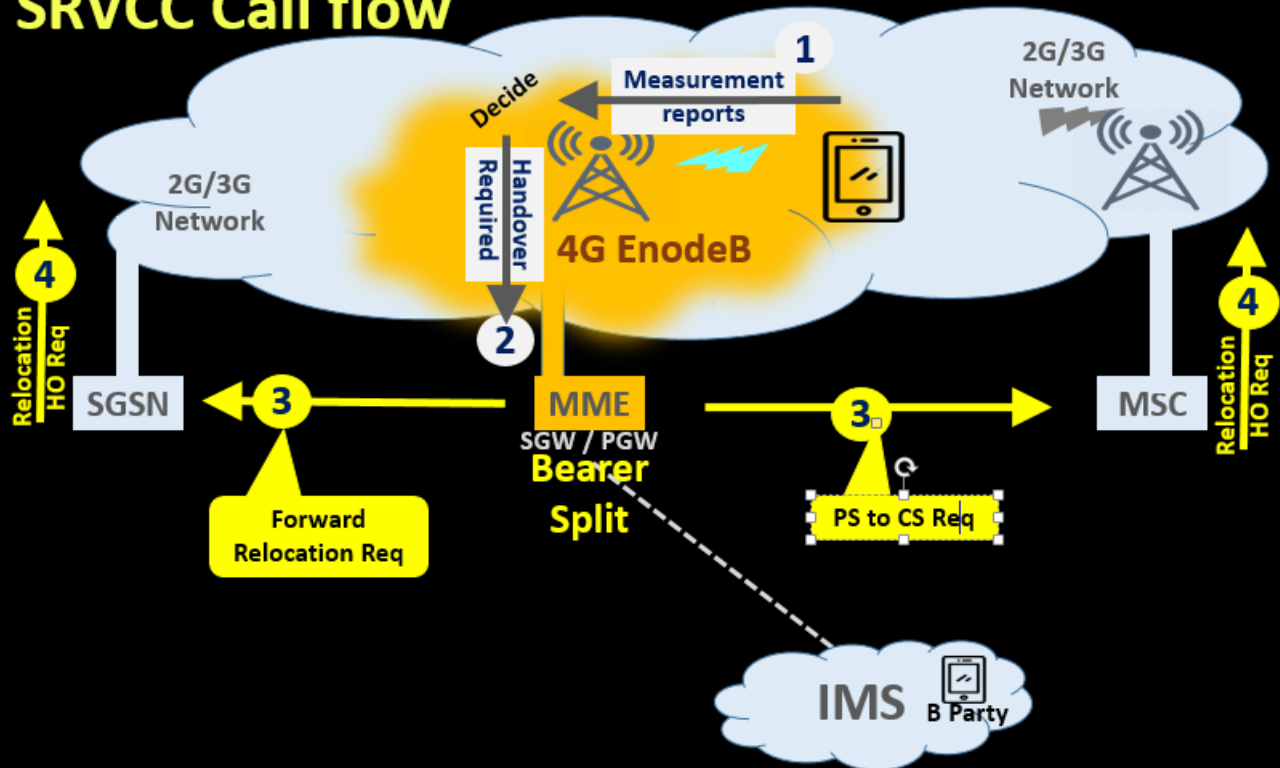 SRVCC Call flow
1
2G/3G
Network
Measurement
reports
Decide
Handover
Required
2G/3G
Network
4G EnodeB
4
Relocation
HO Req
2
4
Relocation
HO Req
SGSN
3
MME
3
MSC
SGW / PGW
Bearer
Split
Forward
Relocation Req
PS to CS Req
IMS
B Party